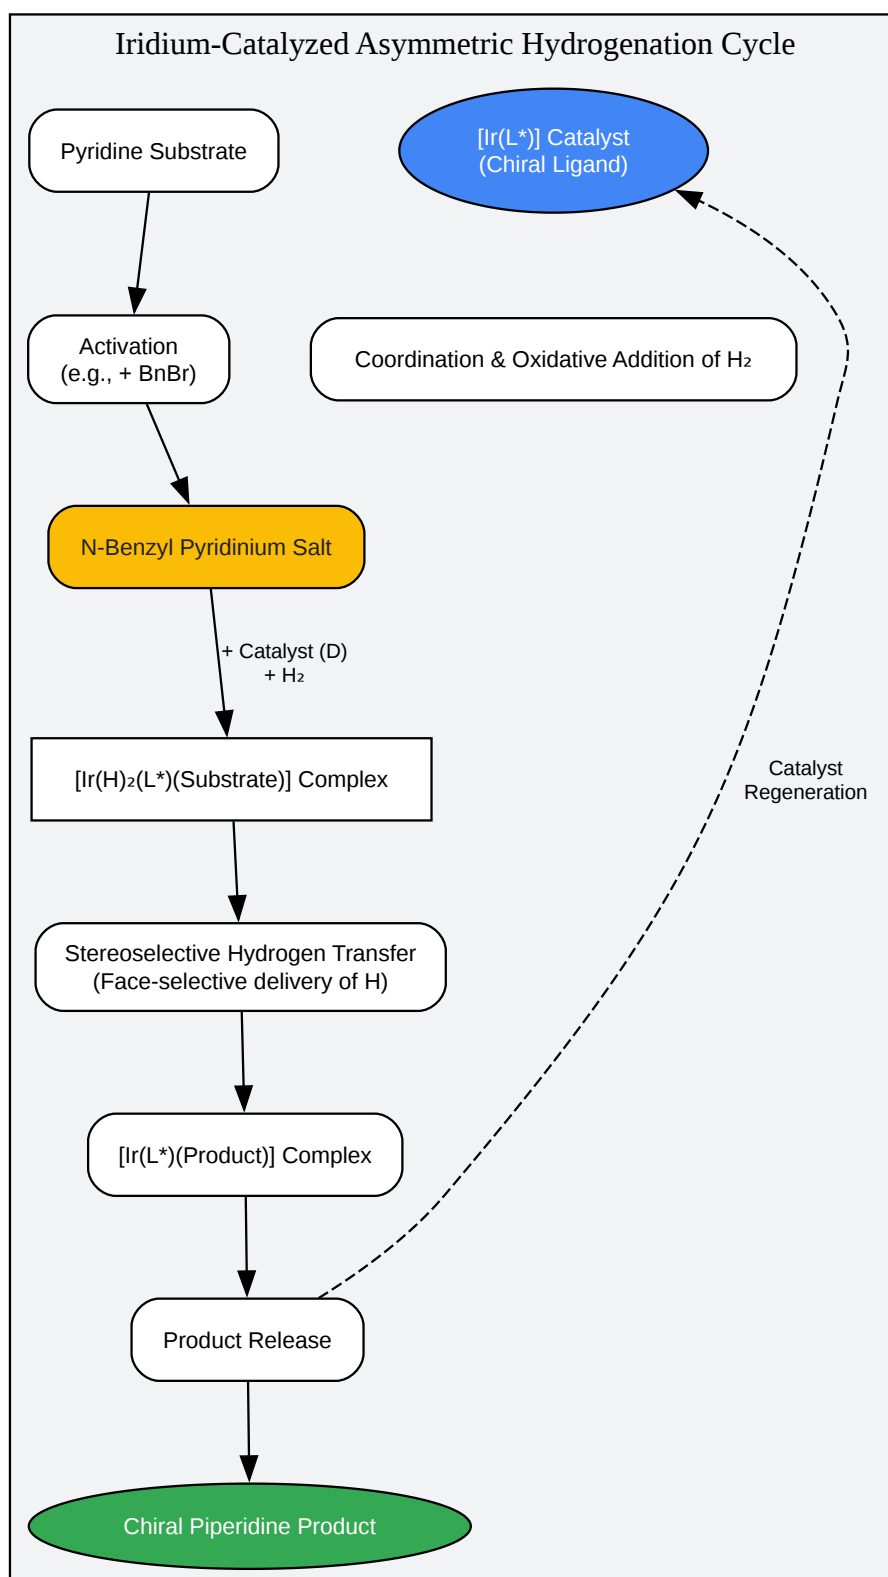 Iridium-Catalyzed Asymmetric Hydrogenation Cycle
Pyridine Substrate
[Ir(L*)] Catalyst
(Chiral Ligand)
Activation
(e.g., + BnBr)
Coordination & Oxidative Addition of H₂
N-Benzyl Pyridinium Salt
+ Catalyst (D)
+ H₂
[Ir(H)₂(L*)(Substrate)] Complex
Catalyst
Regeneration
Stereoselective Hydrogen Transfer
(Face-selective delivery of H)
[Ir(L*)(Product)] Complex
Product Release
Chiral Piperidine Product